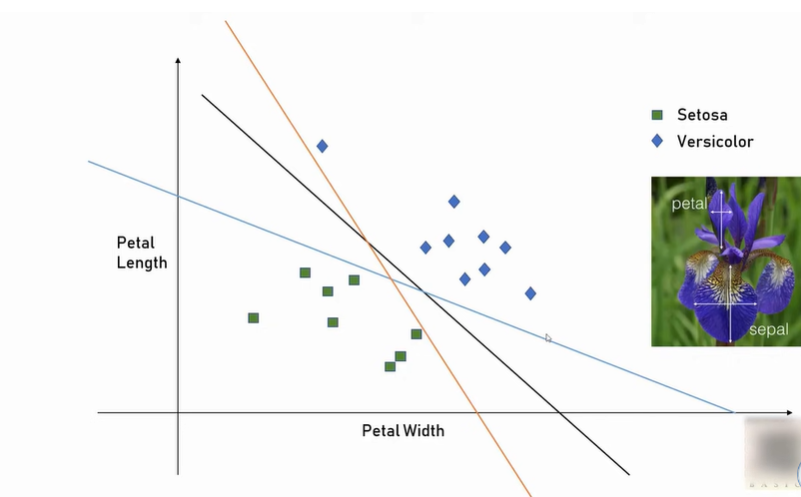 Setosa
Versicolor
petal
Petal
Length
sepal
Petal Width